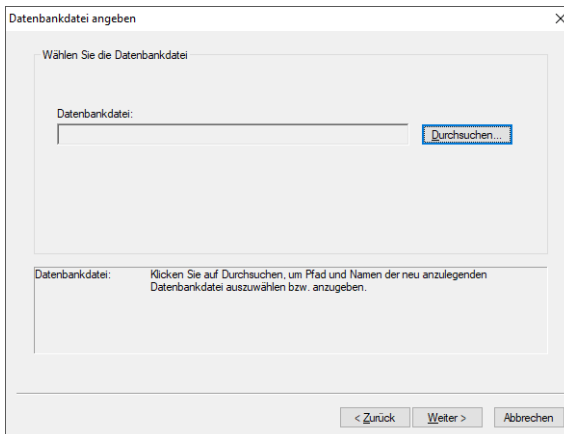 Datenbankdatei angeben
Wählen Sie die Datenbankdatei
Datenbankdatei:
Durchsuchen...
Datenbankdatei: Klicken Sie auf Durchsuchen, um Pfad und Namen der neu anzulegenden
Datenbankdatei auszuwählen bzw. anzugeben.
< Zurück Weiter > Abbrechen